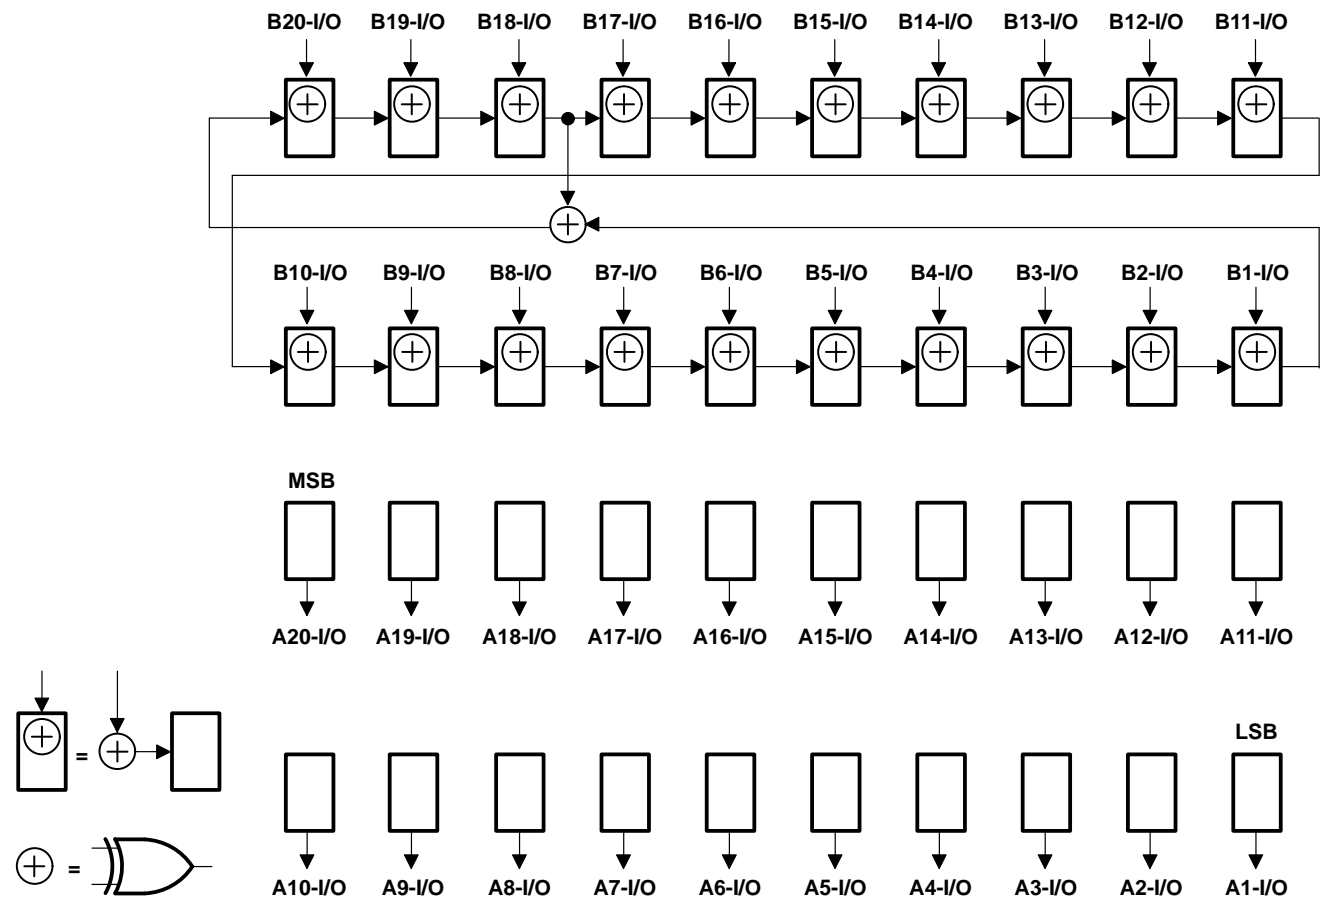 B20-I/O B19-I/O B18-I/O B17-I/O B16-I/O B15-I/O B14-I/O B13-I/O B12-I/O B11-I/O
B10-I/O B9-I/O B8-I/O B7-I/O B6-I/O B5-I/O B4-I/O B3-I/O B2-I/O B1-I/O
MSB
A20-I/O A19-I/O A18-I/O A17-I/O A16-I/O A15-I/O A14-I/O A13-I/O A12-I/O A11-I/O
LSB
=
=
A10-I/O A9-I/O A8-I/O A7-I/O A6-I/O A5-I/O A4-I/O A3-I/O A2-I/O A1-I/O